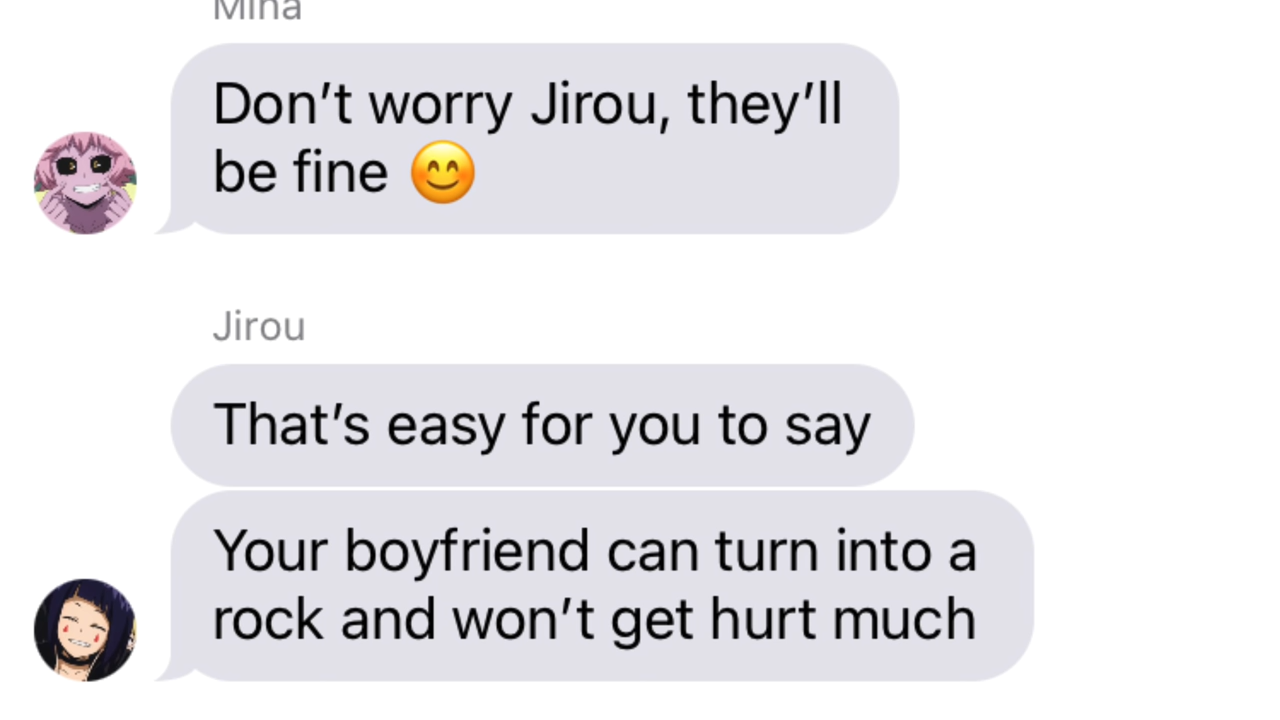 Mina
Don't worry Jirou, they'll
be fine 😊
Jirou
That's easy for you to say
Your boyfriend can turn into a
rock and won't get hurt much